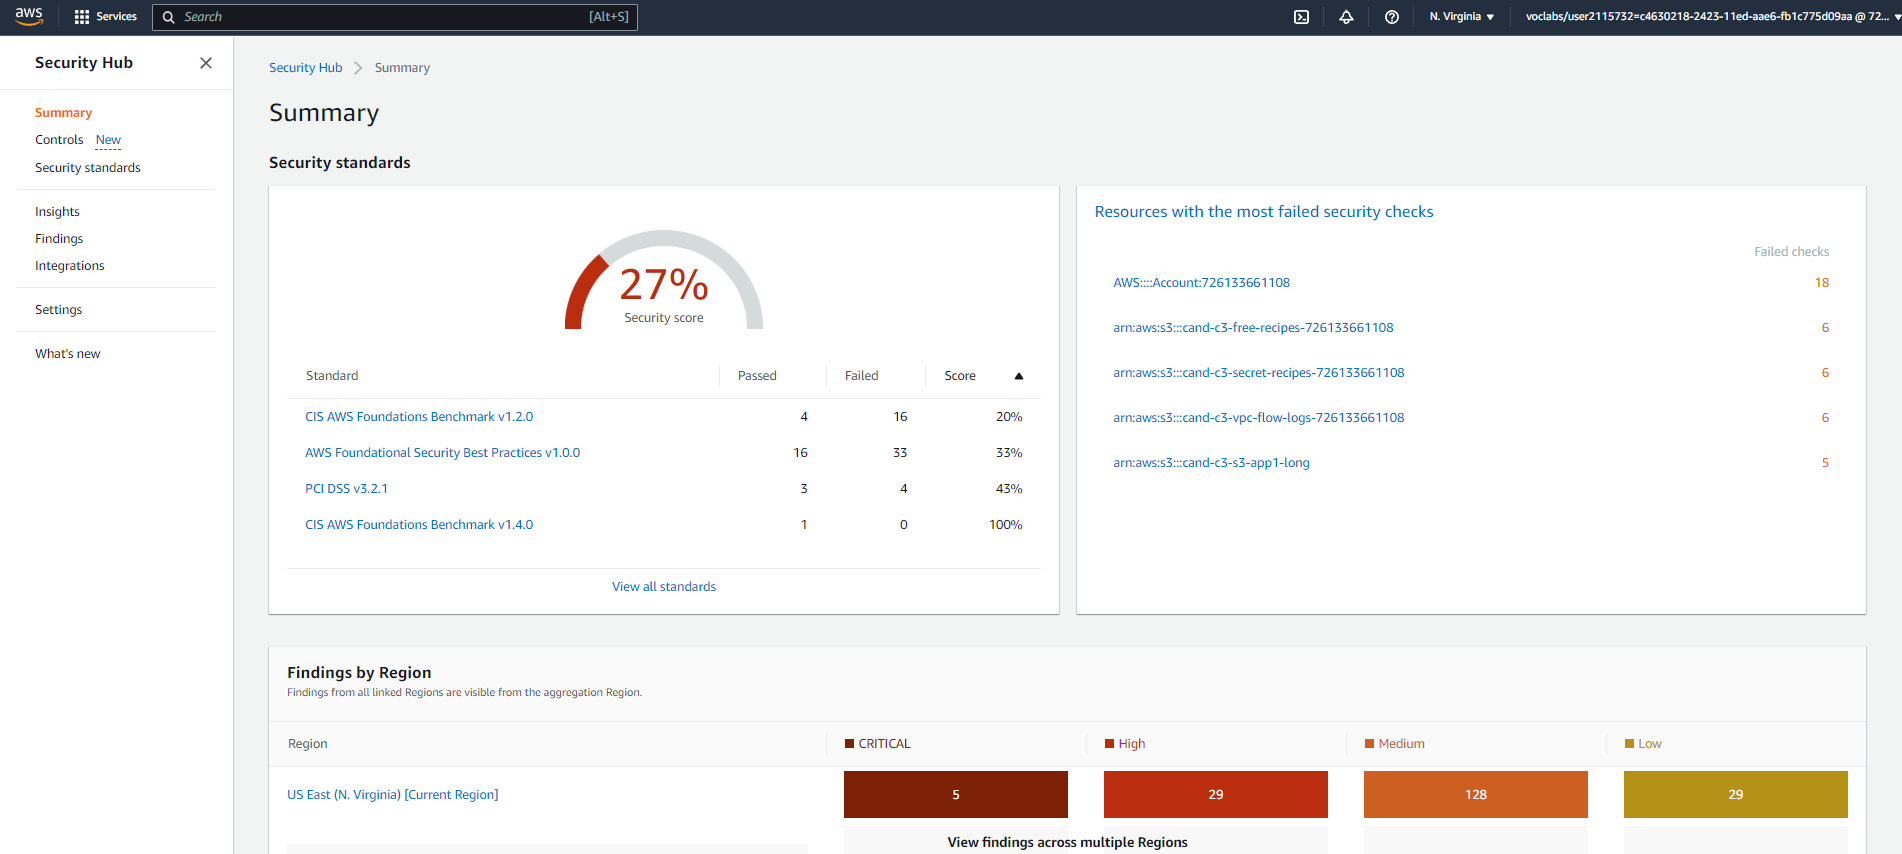 aws Services Search [Alt+S] N. Virginia voclabs/user2115732=c4630218-2423-11ed-aae6-fb1c775d09aa @ 72...
Security Hub
Summary
Controls New
Security standards
Insights
Findings
Integrations
Settings
What's new
Security Hub Summary
Summary
Security standards
27%
Security score
Standard Passed Failed Score
CIS AWS Foundations Benchmark v1.2.0 4 16 20%
AWS Foundational Security Best Practices v1.0.0 16 33 33%
PCI DSS v3.2.1 3 4 43%
CIS AWS Foundations Benchmark v1.4.0 1 0 100%
View all standards
Resources with the most failed security checks
Failed checks
AWS::::Account:726133661108 18
arn:aws:s3:::cand-c3-free-recipes-726133661108 6
arn:aws:s3:::cand-c3-secret-recipes-726133661108 6
arn:aws:s3:::cand-c3-vpc-flow-logs-726133661108 6
arn:aws:s3:::cand-c3-s3-app1-long 5
Findings by Region
Findings from all linked Regions are visible from the aggregation Region.
Region CRITICAL High Medium Low
US East (N. Virginia) [Current Region] 5 29 128 29
View findings across multiple Regions